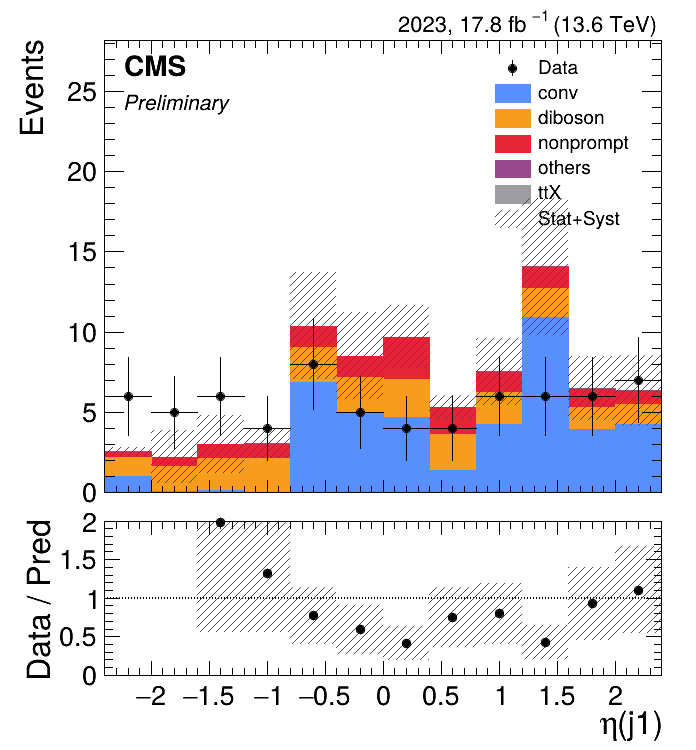 2023, 17.8 fb⁻¹ (13.6 TeV)
CMS
Preliminary
Events
25
20
15
10
5
0
Data
conv
diboson
nonprompt
others
ttX
Stat+Syst
Data / Pred
2
1.5
1
0.5
0
−2 −1.5 −1 −0.5 0 0.5 1 1.5 2
η(j1)